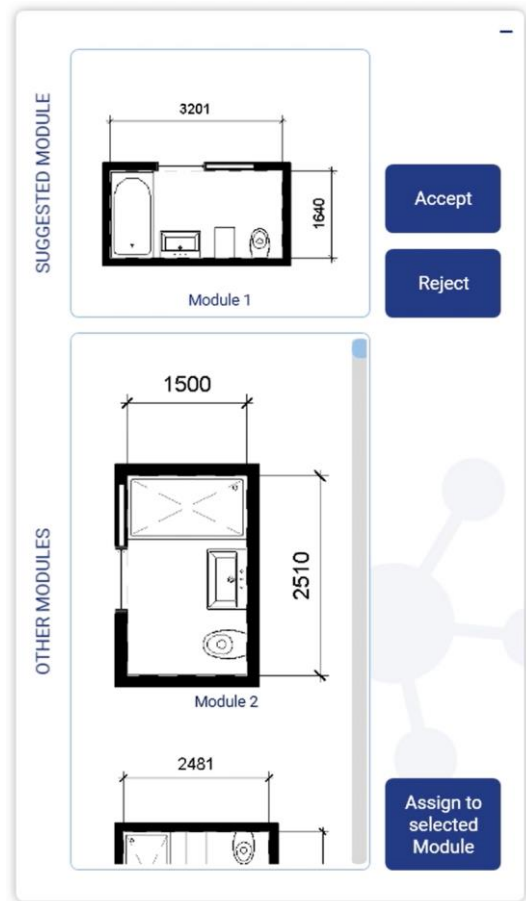 SUGGESTED MODULE
3201
1640
Module 1
Accept
Reject
OTHER MODULES
1500
2510
Module 2
2481
Assign to
selected
Module